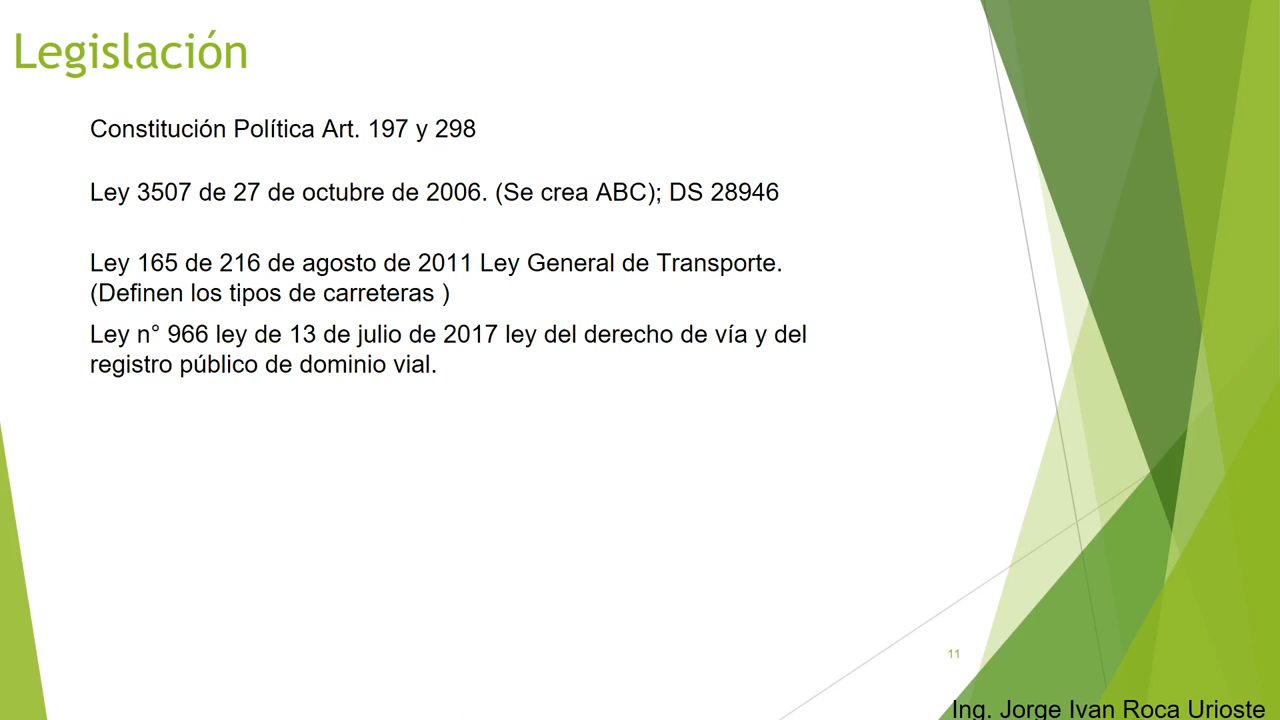 Legislación
Constitución Política Art. 197 y 298
Ley 3507 de 27 de octubre de 2006. (Se crea ABC); DS 28946
Ley 165 de 216 de agosto de 2011 Ley General de Transporte.
(Definen los tipos de carreteras )
Ley n° 966 ley de 13 de julio de 2017 ley del derecho de vía y del
registro público de dominio vial.
11
Ing. Jorge Ivan Roca Urioste